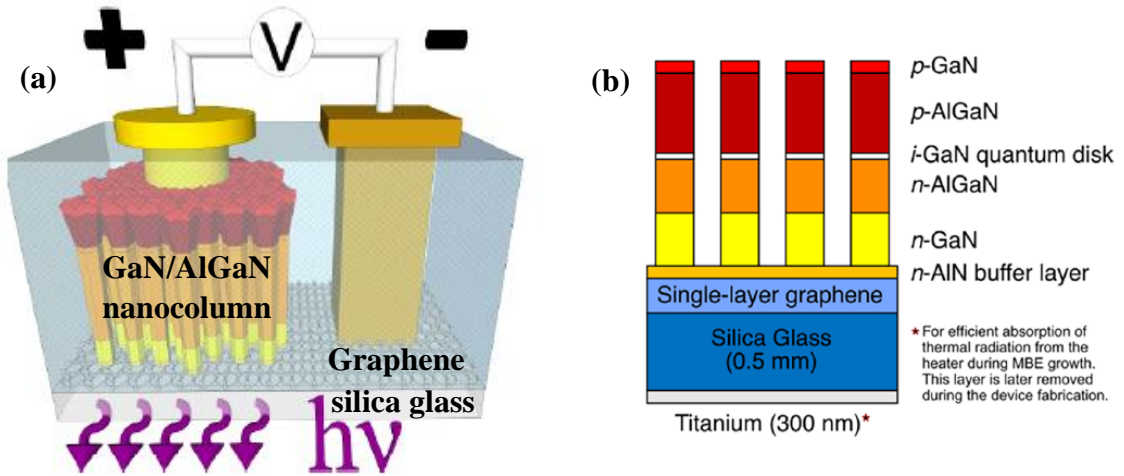 + V -
(a)
GaN/AlGaN
nanocolumn
Graphene
silica glass
hν
(b)
p-GaN
p-AlGaN
i-GaN quantum disk
n-AlGaN
n-GaN
n-AlN buffer layer
Single-layer graphene
Silica Glass
(0.5 mm)
Titanium (300 nm)★
★ For efficient absorption of
thermal radiation from the
heater during MBE growth.
This layer is later removed
during the device fabrication.